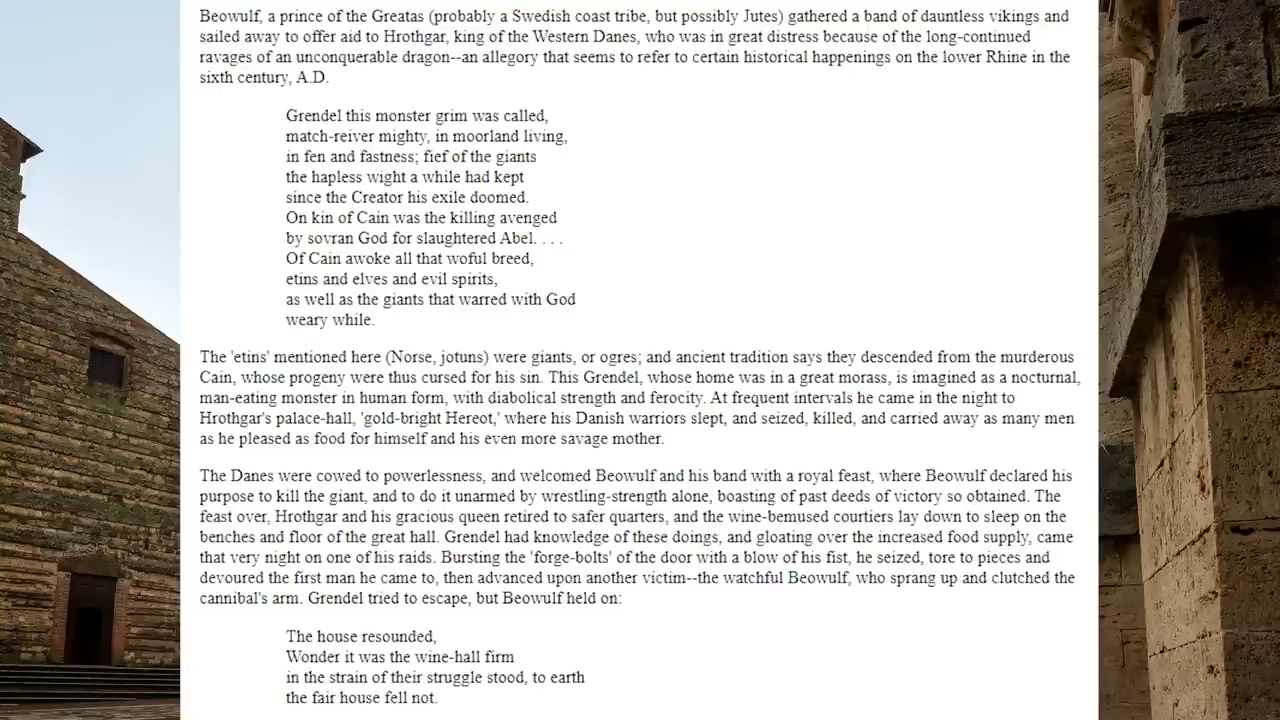 Beowulf, a prince of the Greatas (probably a Swedish coast tribe, but possibly Jutes) gathered a band of dauntless vikings and
sailed away to offer aid to Hrothgar, king of the Western Danes, who was in great distress because of the long-continued
ravages of an unconquerable dragon--an allegory that seems to refer to certain historical happenings on the lower Rhine in the
sixth century, A.D.
Grendel this monster grim was called,
match-reiver mighty, in moorland living,
in fen and fastness; fief of the giants
the hapless wight a while had kept
since the Creator his exile doomed.
On kin of Cain was the killing avenged
by sovran God for slaughtered Abel. . . .
Of Cain awoke all that woful breed,
etins and elves and evil spirits,
as well as the giants that warred with God
weary while.
The 'etins' mentioned here (Norse, jotuns) were giants, or ogres; and ancient tradition says they descended from the murderous
Cain, whose progeny were thus cursed for his sin. This Grendel, whose home was in a great morass, is imagined as a nocturnal,
man-eating monster in human form, with diabolical strength and ferocity. At frequent intervals he came in the night to
Hrothgar's palace-hall, 'gold-bright Hereot,' where his Danish warriors slept, and seized, killed, and carried away as many men
as he pleased as food for himself and his even more savage mother.
The Danes were cowed to powerlessness, and welcomed Beowulf and his band with a royal feast, where Beowulf declared his
purpose to kill the giant, and to do it unarmed by wrestling-strength alone, boasting of past deeds of victory so obtained. The
feast over, Hrothgar and his gracious queen retired to safer quarters, and the wine-bemused courtiers lay down to sleep on the
benches and floor of the great hall. Grendel had knowledge of these doings, and gloating over the increased food supply, came
that very night on one of his raids. Bursting the 'forge-bolts' of the door with a blow of his fist, he seized, tore to pieces and
devoured the first man he came to, then advanced upon another victim--the watchful Beowulf, who sprang up and clutched the
cannibal's arm. Grendel tried to escape, but Beowulf held on:
The house resounded,
Wonder it was the wine-hall firm
in the strain of their struggle stood, to earth
the fair house fell not.